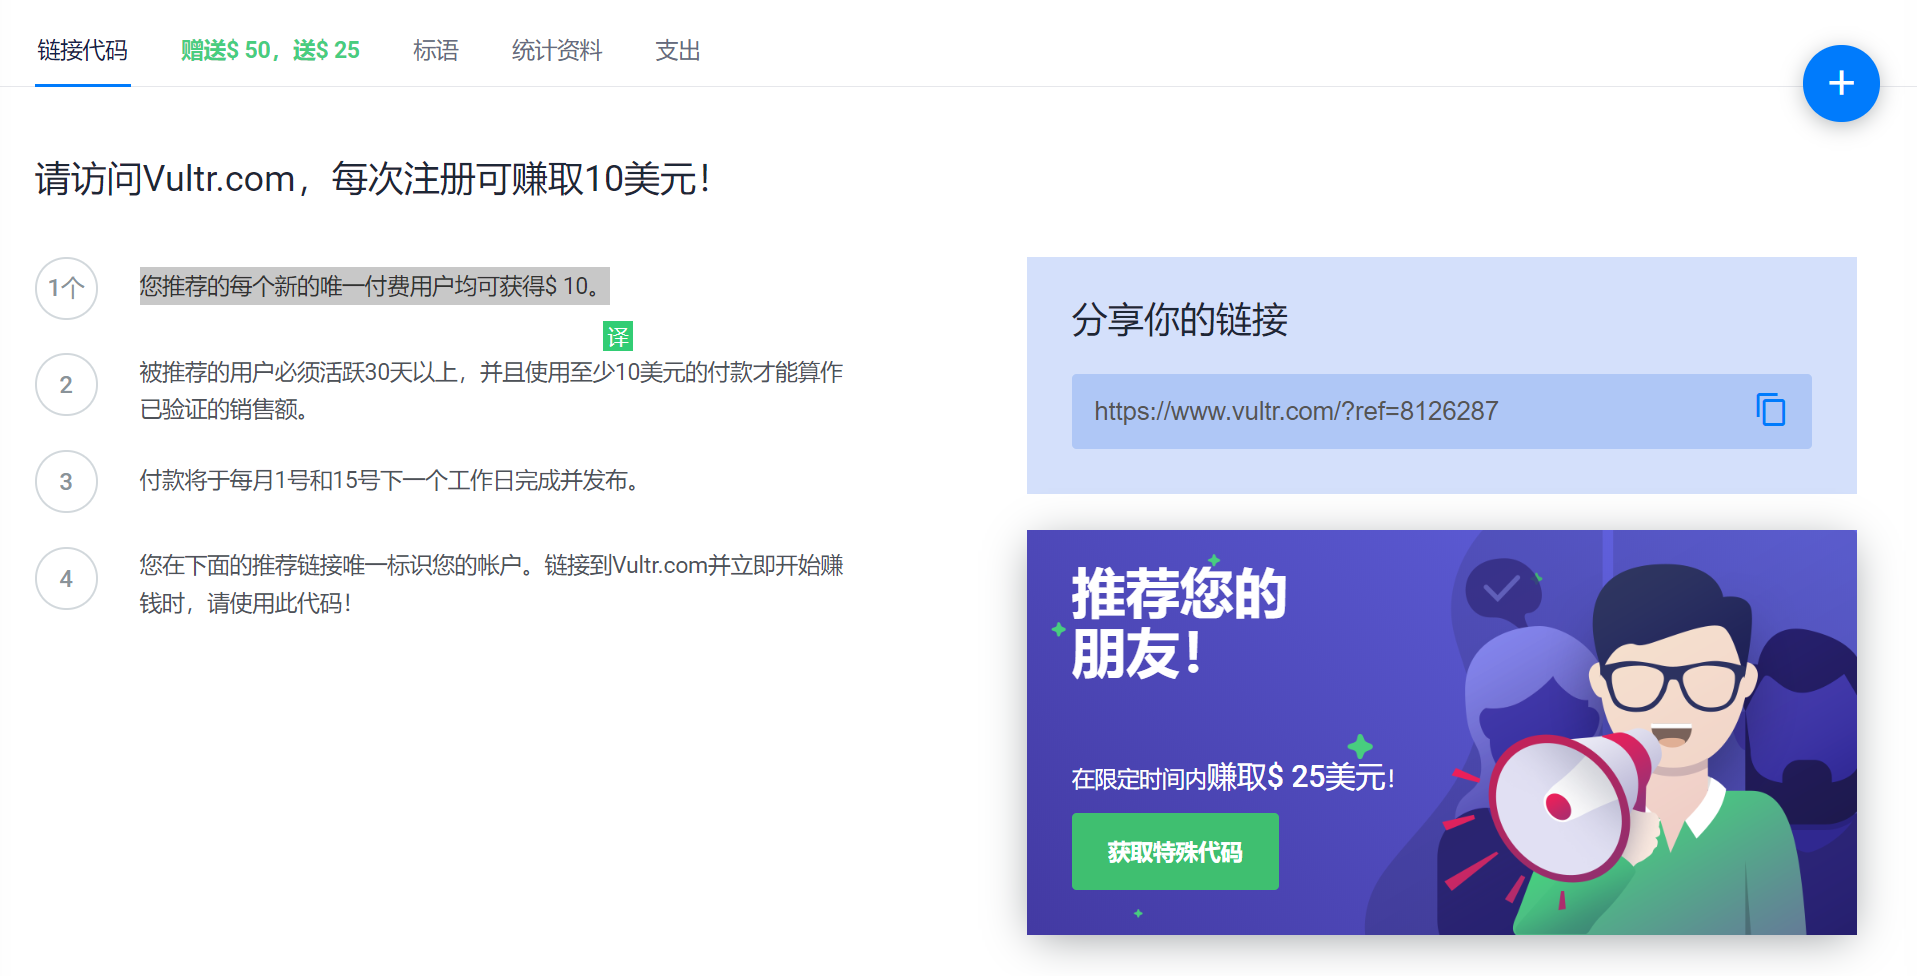 链接代码
赠送$ 50，送$ 25
标语
统计资料
支出
请访问Vultr.com，每次注册可赚取10美元！
1个
您推荐的每个新的唯一付费用户均可获得$ 10。
译
2
被推荐的用户必须活跃30天以上，并且使用至少10美元的付款才能算作
已验证的销售额。
3
付款将于每月1号和15号下一个工作日完成并发布。
4
您在下面的推荐链接唯一标识您的帐户。链接到Vultr.com并立即开始赚
钱时，请使用此代码！
分享你的链接
https://www.vultr.com/?ref=8126287
推荐您的
朋友！
在限定时间内赚取$ 25美元！
获取特殊代码